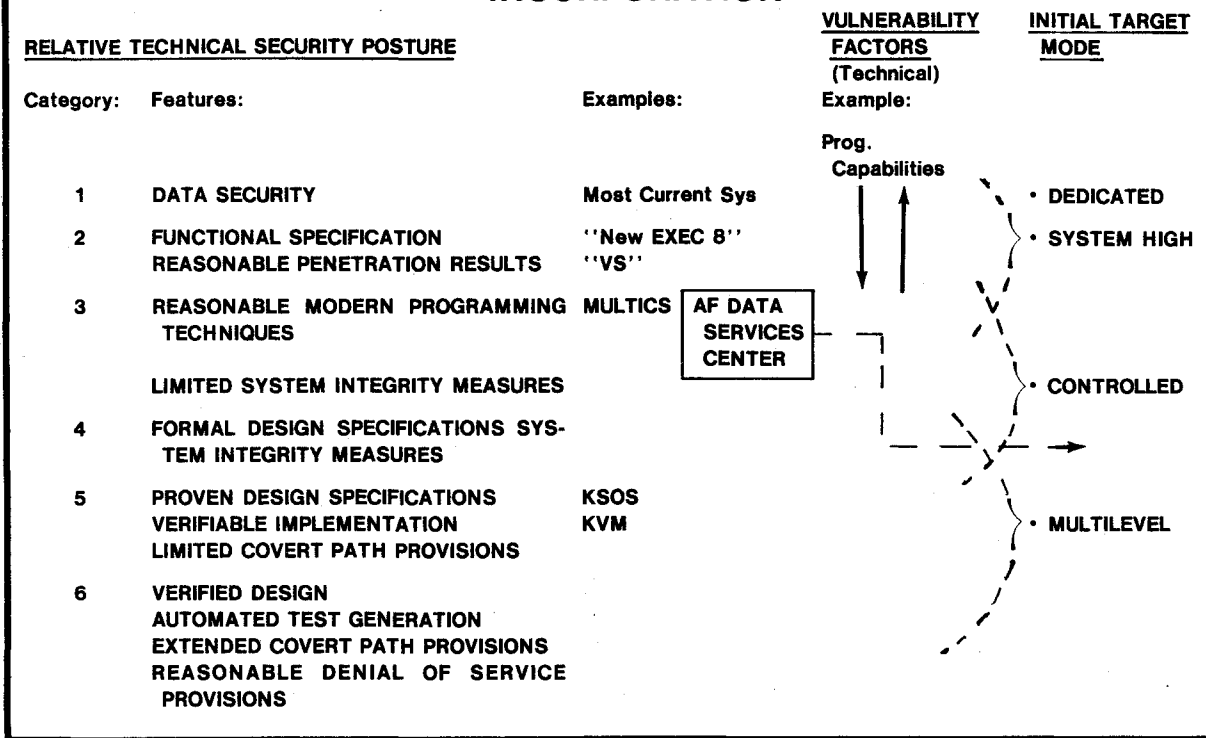 VULNERABILITY INITIAL TARGET
RELATIVE TECHNICAL SECURITY POSTURE FACTORS MODE
(Technical)
Category: Features: Examples: Example:
Prog.
Capabilities
1 DATA SECURITY Most Current Sys • DEDICATED
2 FUNCTIONAL SPECIFICATION ''New EXEC 8'' • SYSTEM HIGH
REASONABLE PENETRATION RESULTS ''VS''
3 REASONABLE MODERN PROGRAMMING MULTICS AF DATA
TECHNIQUES SERVICES
CENTER
LIMITED SYSTEM INTEGRITY MEASURES • CONTROLLED
4 FORMAL DESIGN SPECIFICATIONS SYS-
TEM INTEGRITY MEASURES
5 PROVEN DESIGN SPECIFICATIONS KSOS
VERIFIABLE IMPLEMENTATION KVM • MULTILEVEL
LIMITED COVERT PATH PROVISIONS
6 VERIFIED DESIGN
AUTOMATED TEST GENERATION
EXTENDED COVERT PATH PROVISIONS
REASONABLE DENIAL OF SERVICE
PROVISIONS